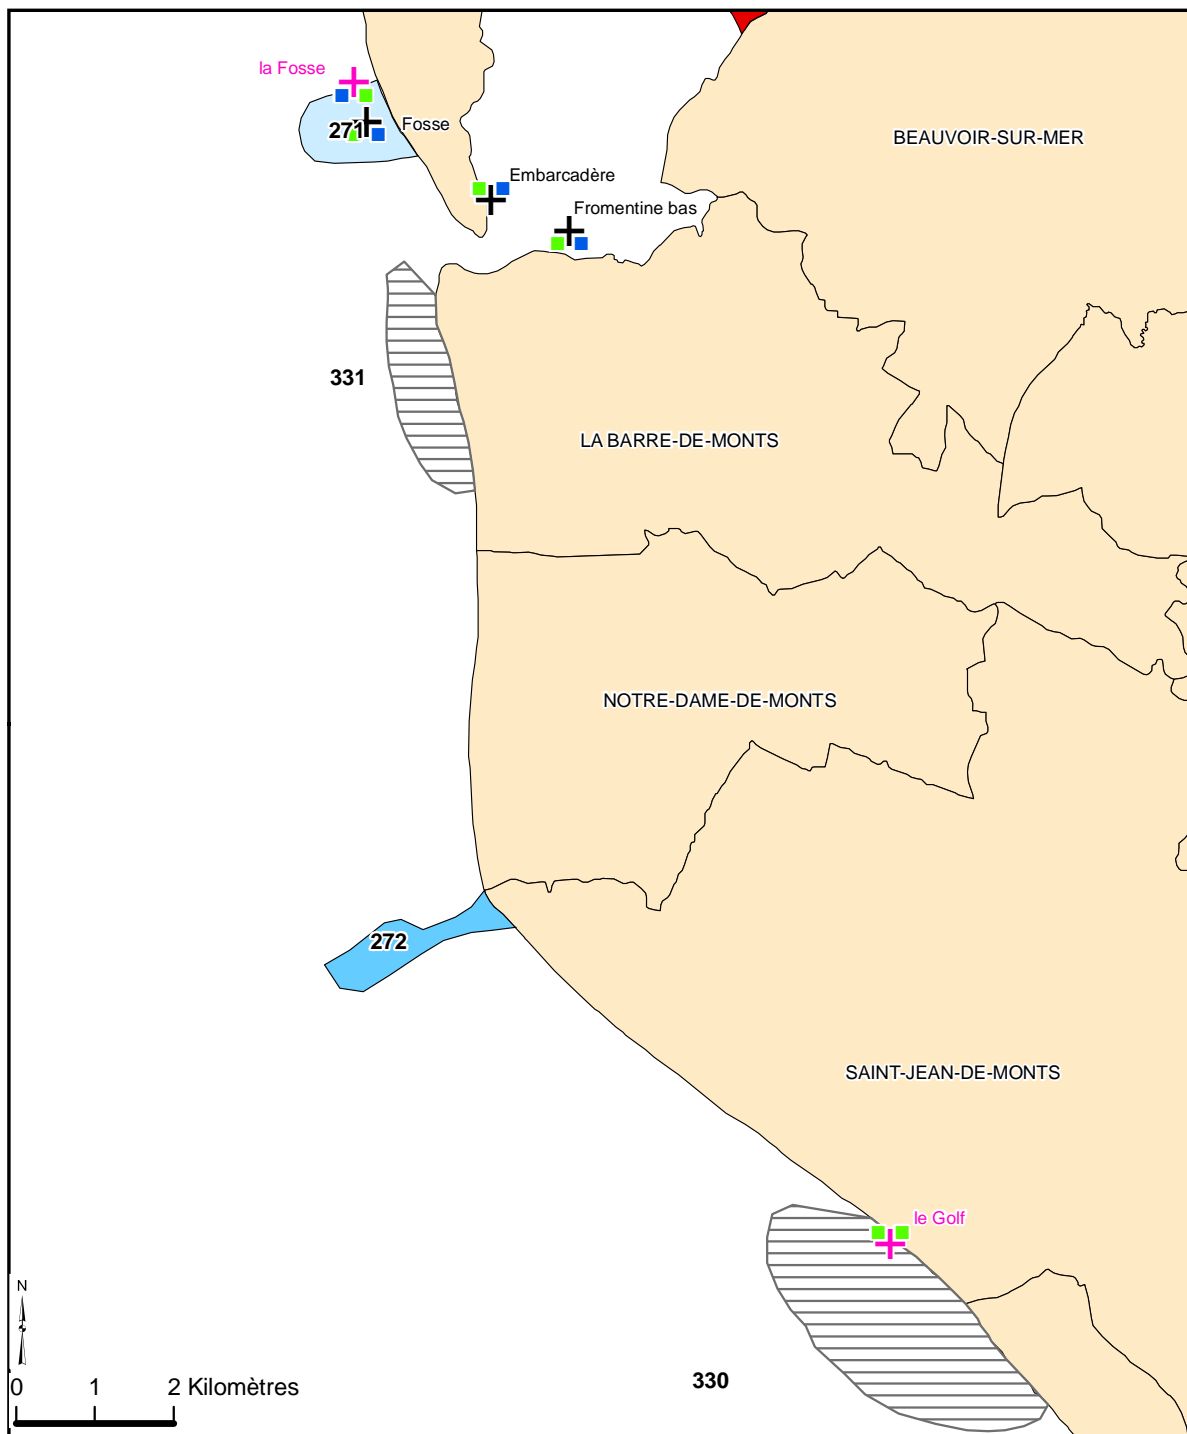 la Fosse
271
Fosse
BEAUVOIR-SUR-MER
Embarcadère
Fromentine bas
331
LA BARRE-DE-MONTS
NOTRE-DAME-DE-MONTS
272
SAINT-JEAN-DE-MONTS
le Golf
N
330
0 1 2 Kilomètres